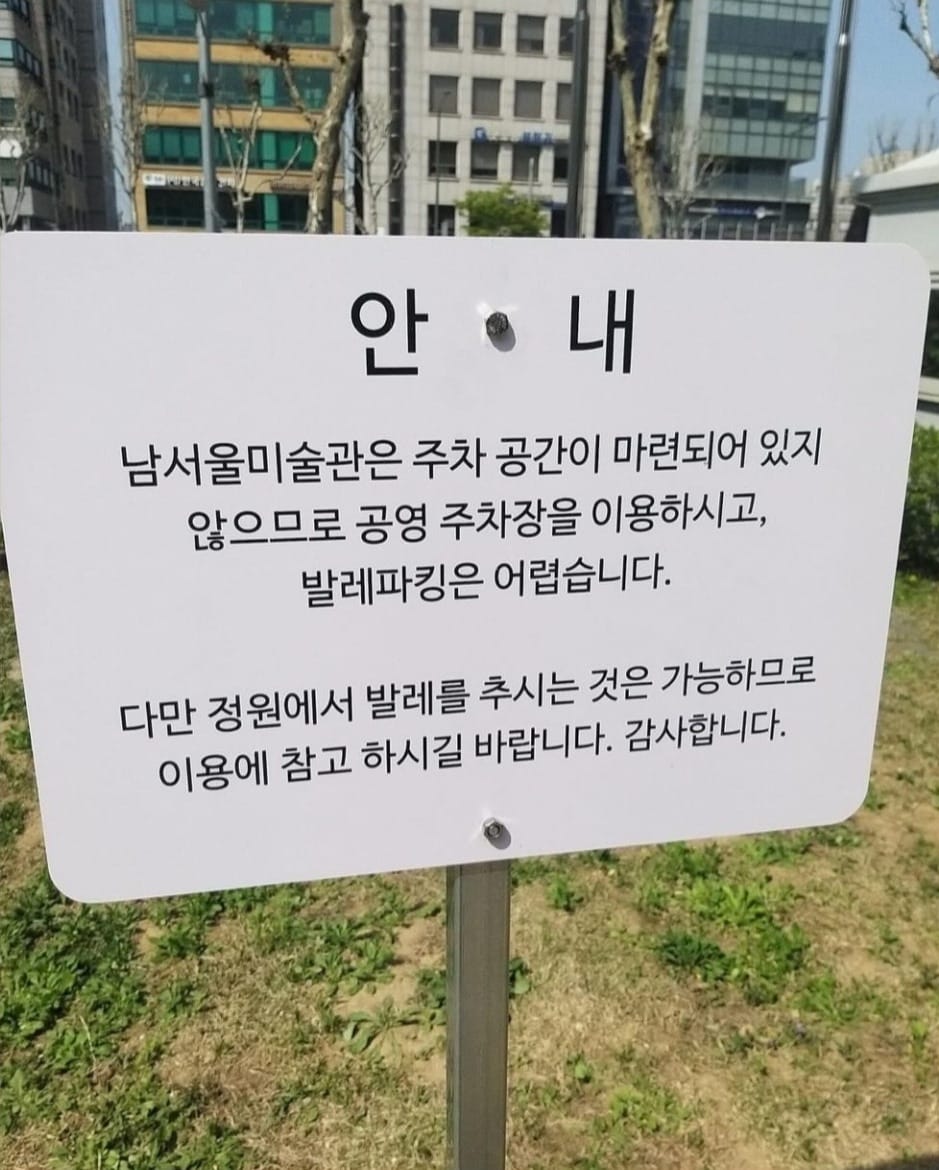 안 내
남서울미술관은 주차 공간이 마련되어 있지
않으므로 공영 주차장을 이용하시고,
발레파킹은 어렵습니다.
다만 정원에서 발레를 추시는 것은 가능하므로
이용에 참고 하시길 바랍니다. 감사합니다.